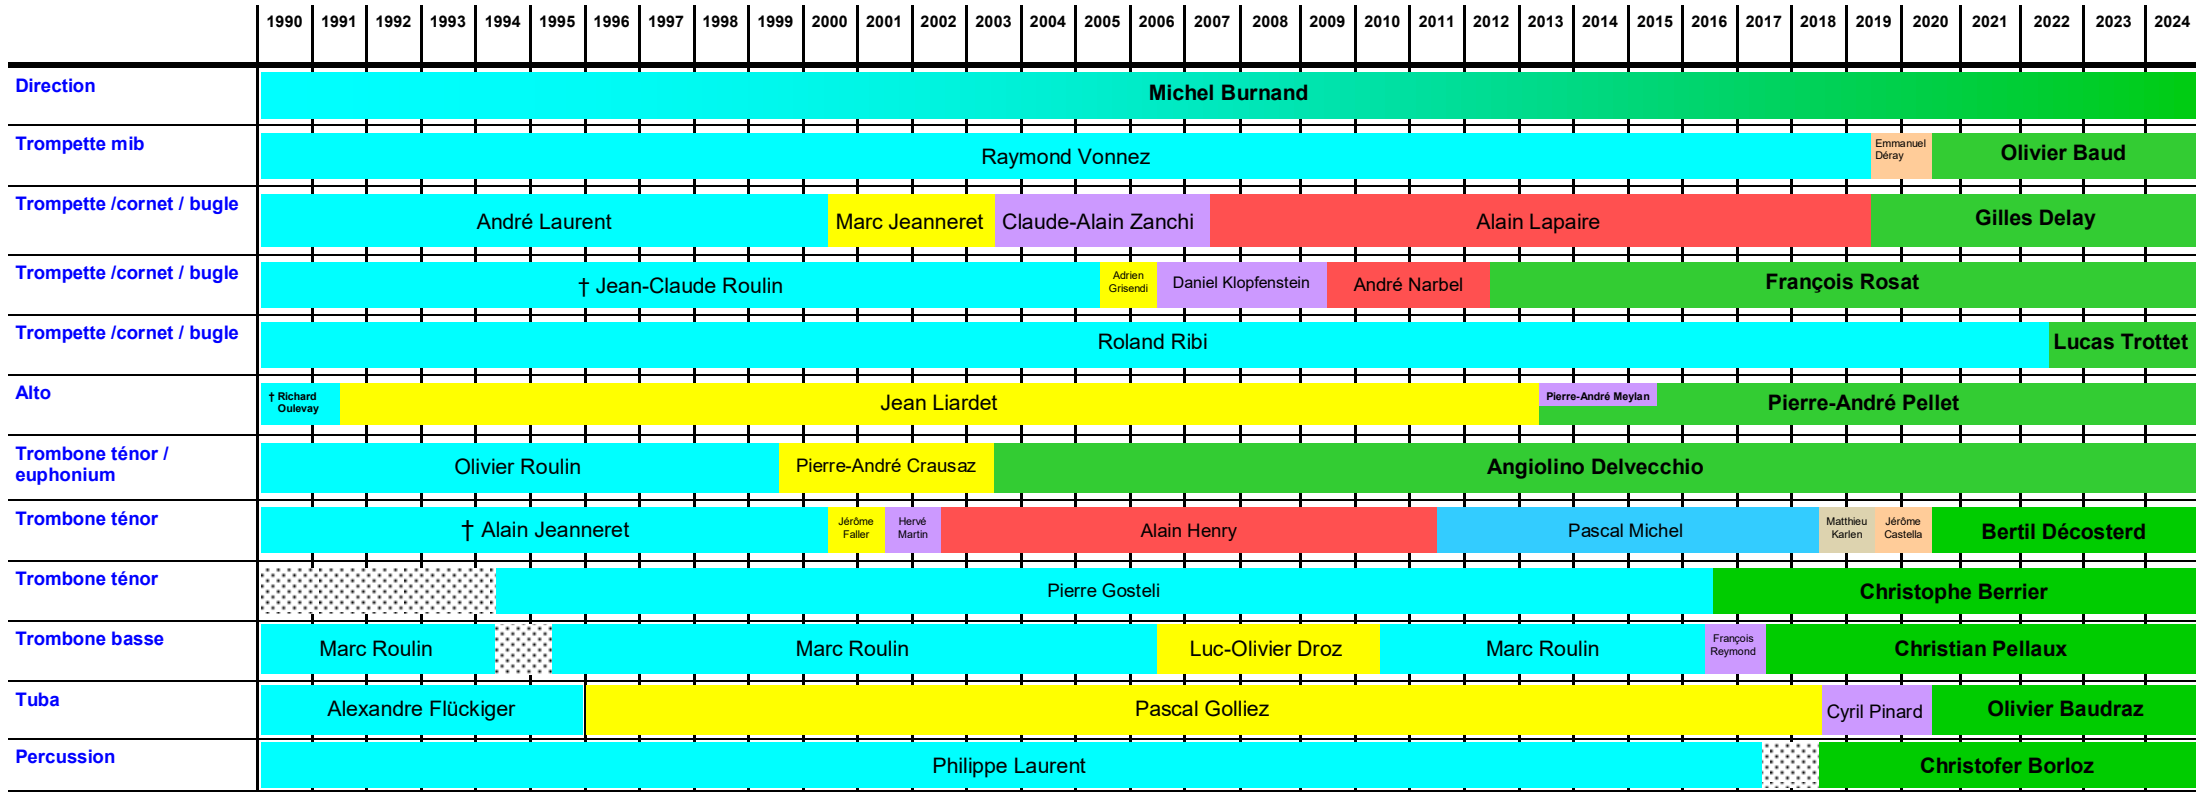 1990 1991 1992 1993 1994 1995 1996 1997 1998 1999 2000 2001 2002 2003 2004 2005 2006 2007 2008 2009 2010 2011 2012 2013 2014 2015 2016 2017 2018 2019 2020 2021 2022 2023 2024
Direction
Michel Burnand
Trompette mib
Raymond Vonnez
Emmanuel
Déray
Olivier Baud
Trompette /cornet / bugle
André Laurent
Marc Jeanneret
Claude-Alain Zanchi
Alain Lapaire
Gilles Delay
Trompette /cornet / bugle
† Jean-Claude Roulin
Adrien
Grisendi
Daniel Klopfenstein
André Narbel
François Rosat
Trompette /cornet / bugle
Roland Ribi
Lucas Trottet
Alto
† Richard
Oulevay
Jean Liardet
Pierre-André Meylan
Pierre-André Pellet
Trombone ténor /
euphonium
Olivier Roulin
Pierre-André Crausaz
Angiolino Delvecchio
Trombone ténor
† Alain Jeanneret
Jérôme
Faller
Hervé
Martin
Alain Henry
Pascal Michel
Matthieu
Karlen
Jérôme
Castella
Bertil Décosterd
Trombone ténor
Pierre Gosteli
Christophe Berrier
Trombone basse
Marc Roulin
Marc Roulin
Luc-Olivier Droz
Marc Roulin
François
Reymond
Christian Pellaux
Tuba
Alexandre Flückiger
Pascal Golliez
Cyril Pinard
Olivier Baudraz
Percussion
Philippe Laurent
Christofer Borloz